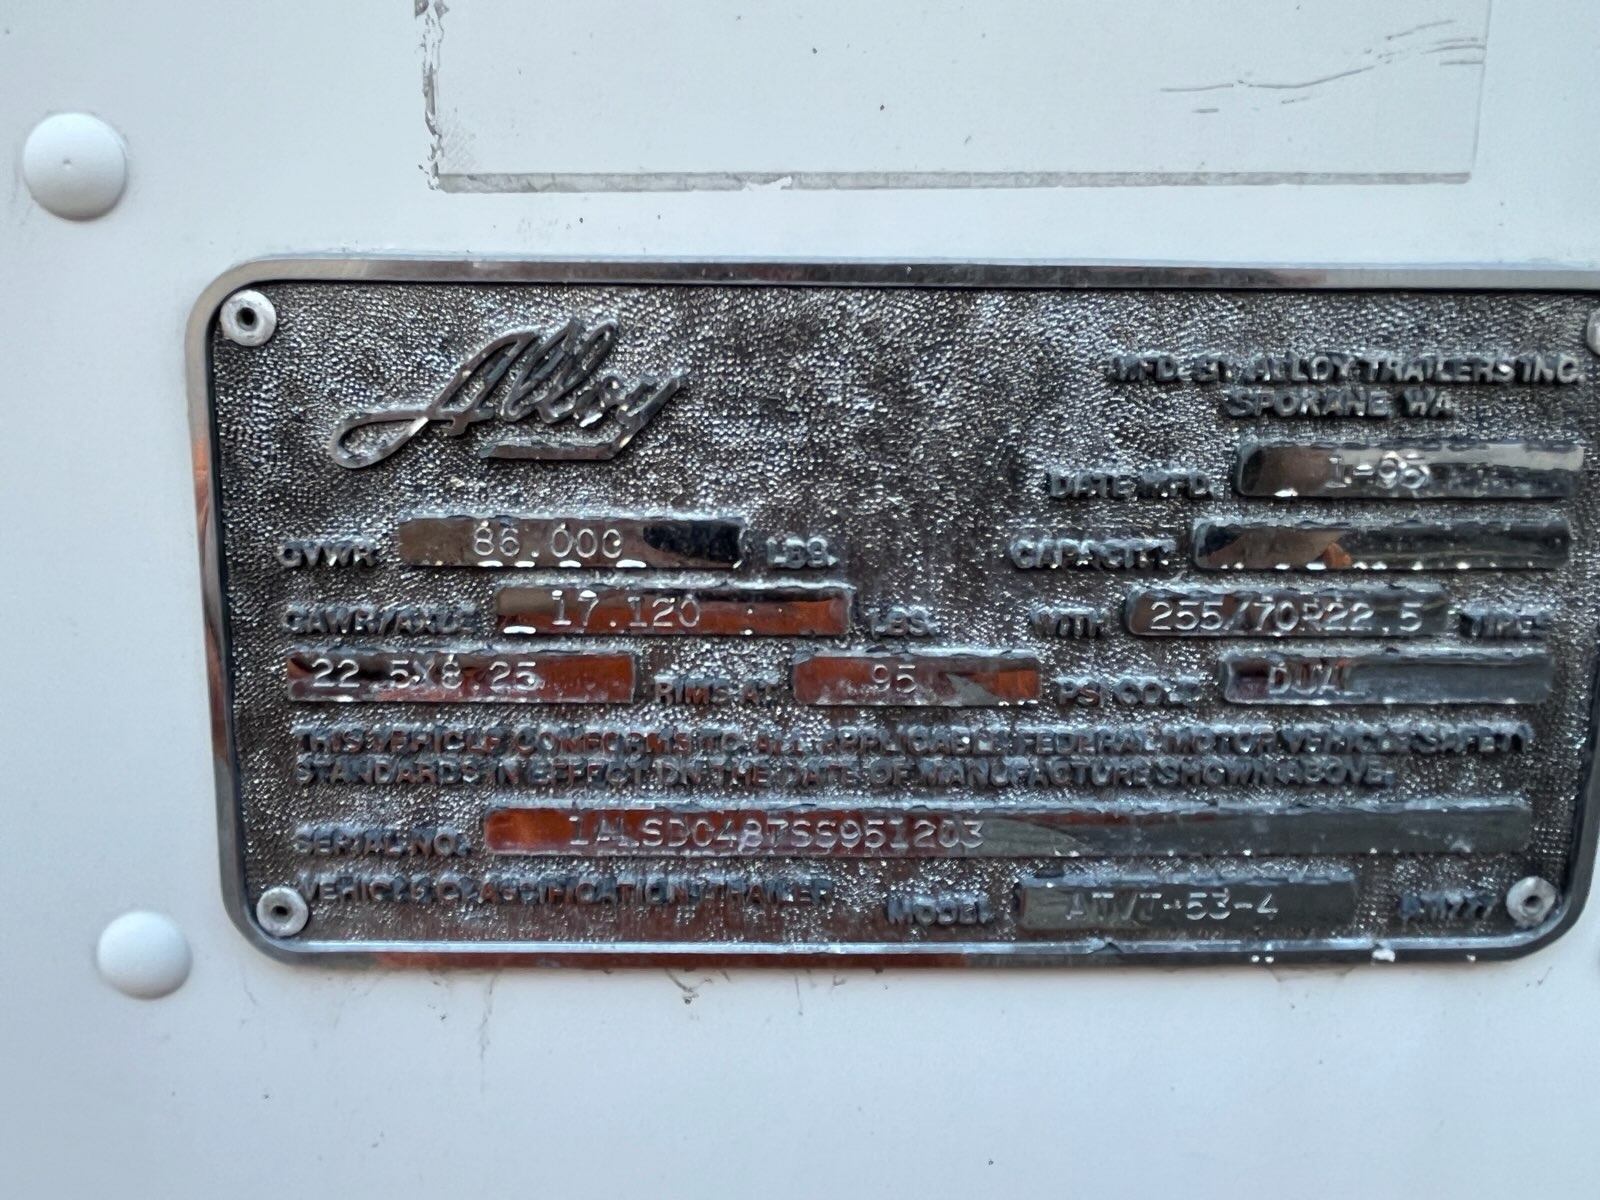 Alloy
MFD. BY ALLOY TRAILERS INC.
SPOKANE, WA.
DATE MFD. 1-95
GVWR 86.000 LBS. CAPACITY
GAWR/AXLE 17.120 LBS. WITH 255/70R22.5 TIRES
22.5X8.25 RIMS AT 95 PSI COLD DUAL
THIS VEHICLE CONFORMS TO ALL APPLICABLE FEDERAL MOTOR VEHICLE SAFETY
STANDARDS IN EFFECT ON THE DATE OF MANUFACTURE SHOWN ABOVE.
SERIAL NO.
VEHICLE CLASSIFICATION: TRAILER MODEL ATVT-53-4